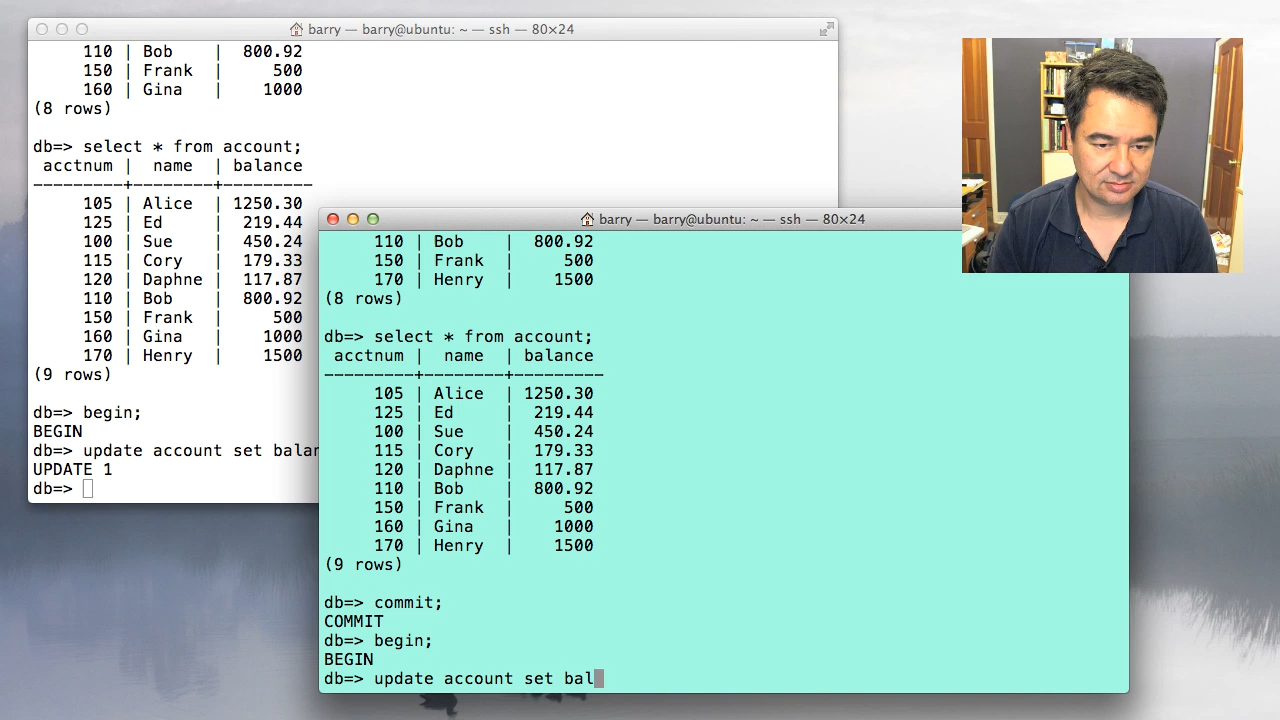 barry — barry@ubuntu: ~ — ssh — 80×24
110 | Bob | 800.92
150 | Frank | 500
160 | Gina | 1000
(8 rows)
db=> select * from account;
acctnum | name | balance
---------+--------+---------
105 | Alice | 1250.30
125 | Ed | 219.44
100 | Sue | 450.24
115 | Cory | 179.33
120 | Daphne | 117.87
110 | Bob | 800.92
150 | Frank | 500
160 | Gina | 1000
170 | Henry | 1500
(9 rows)
db=> begin;
BEGIN
db=> update account set balan
UPDATE 1
db=>
barry — barry@ubuntu: ~ — ssh — 80×24
110 | Bob | 800.92
150 | Frank | 500
170 | Henry | 1500
(8 rows)
db=> select * from account;
acctnum | name | balance
---------+--------+---------
105 | Alice | 1250.30
125 | Ed | 219.44
100 | Sue | 450.24
115 | Cory | 179.33
120 | Daphne | 117.87
110 | Bob | 800.92
150 | Frank | 500
160 | Gina | 1000
170 | Henry | 1500
(9 rows)
db=> commit;
COMMIT
db=> begin;
BEGIN
db=> update account set bal